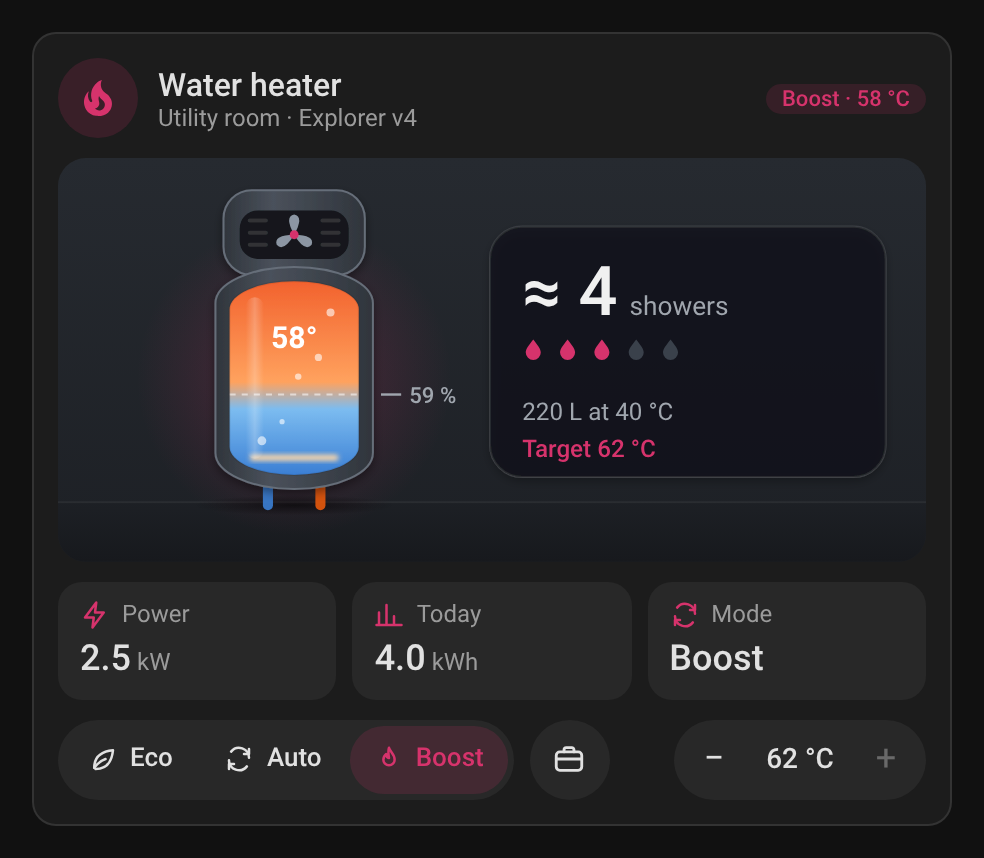 Water heater
Utility room · Explorer v4
Boost · 58 °C
58°
59 %
≈ 4 showers
220 L at 40 °C
Target 62 °C
Power
2.5 kW
Today
4.0 kWh
Mode
Boost
Eco
Auto
Boost
− 62 °C +